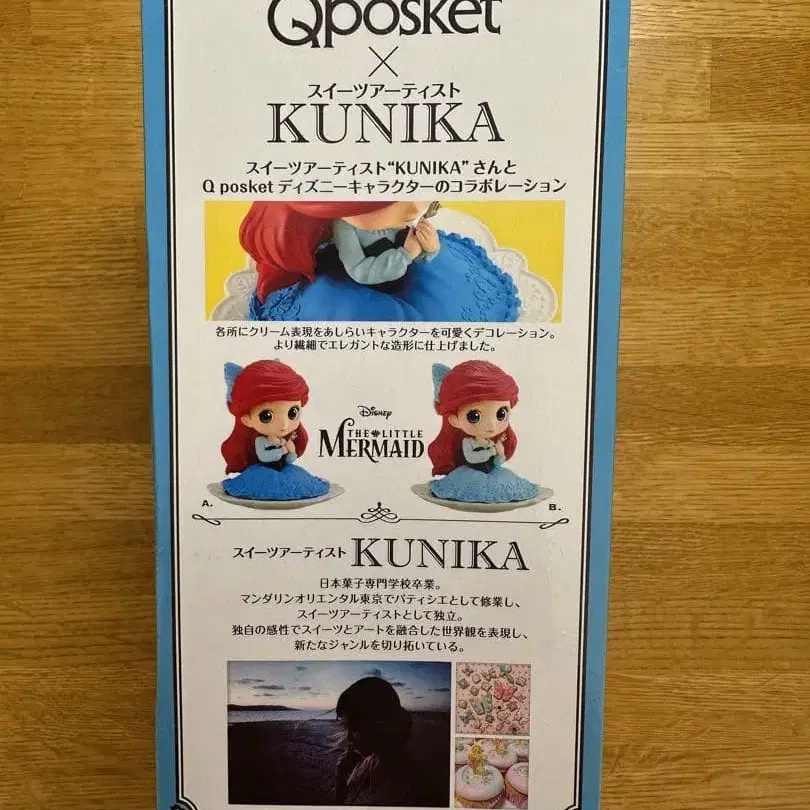 Qposket
×
スイーツアーティスト
KUNIKA
スイーツアーティスト“KUNIKA”さんと
Q posket ディズニーキャラクターのコラボレーション
各所にクリーム表現をあしらいキャラクターを可愛くデコレーション。
より繊細でエレガントな造形に仕上げました。
Disney
THE LITTLE
MERMAID
A.
B.
スイーツアーティスト KUNIKA
日本菓子専門学校卒業。
マンダリンオリエンタル東京でパティシエとして修業し、
スイーツアーティストとして独立。
独自の感性でスイーツとアートを融合した世界観を表現し、
新たなジャンルを切り拓いている。